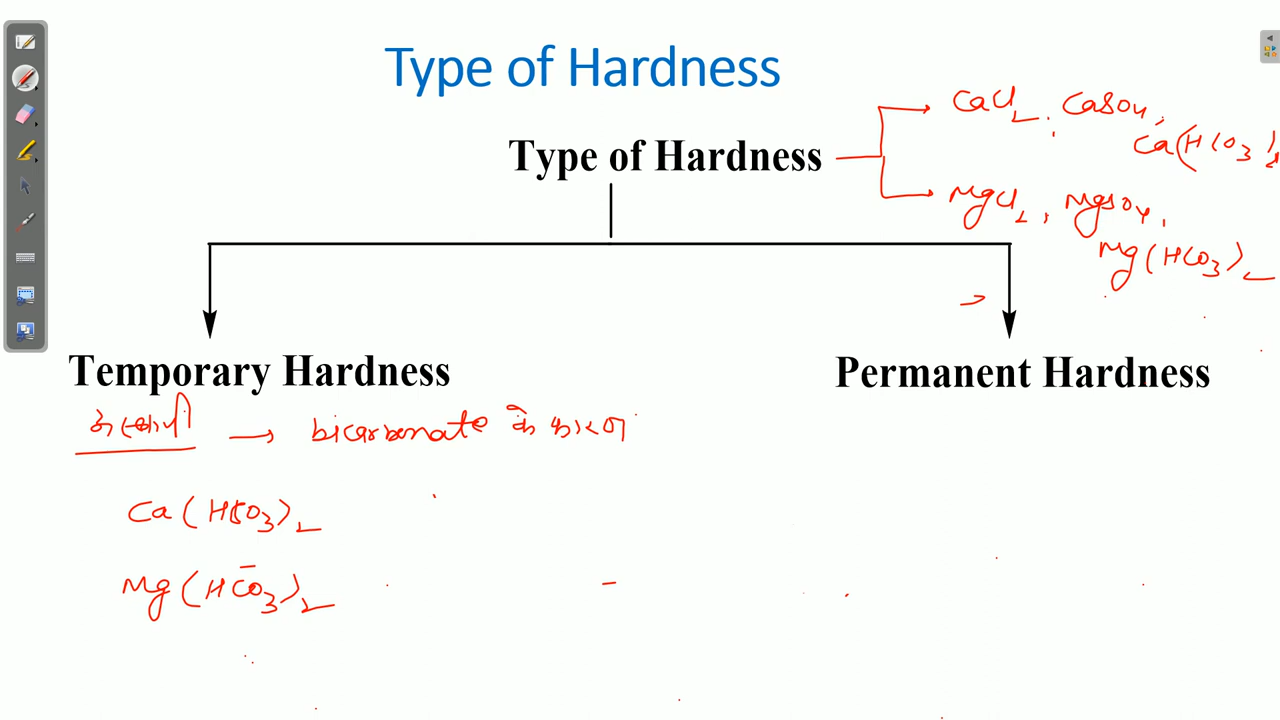 Type of Hardness
Type of Hardness
CaCl2, CaSO4,
Ca(HCO3)2
MgCl2, MgSO4,
Mg(HCO3)2
Temporary Hardness
Permanent Hardness
अस्थायी → bicarbonate के कारण
Ca(HCO3)2
Mg(HCO3)2